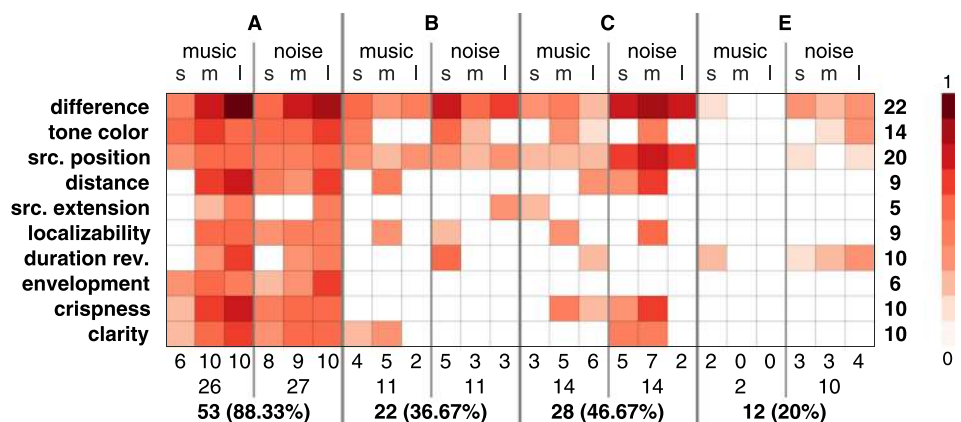 A B C E
music noise music noise music noise music noise
s m l s m l s m l s m l s m l s m l s m l s m l
1
difference 22
tone color 14
src. position 20
distance 9
src. extension 5
localizability 9
duration rev. 10
envelopment 6
crispness 10
clarity 10
0
6 10 10 8 9 10 4 5 2 5 3 3 3 5 6 5 7 2 2 0 0 3 3 4
26 27 11 11 14 14 2 10
53 (88.33%) 22 (36.67%) 28 (46.67%) 12 (20%)